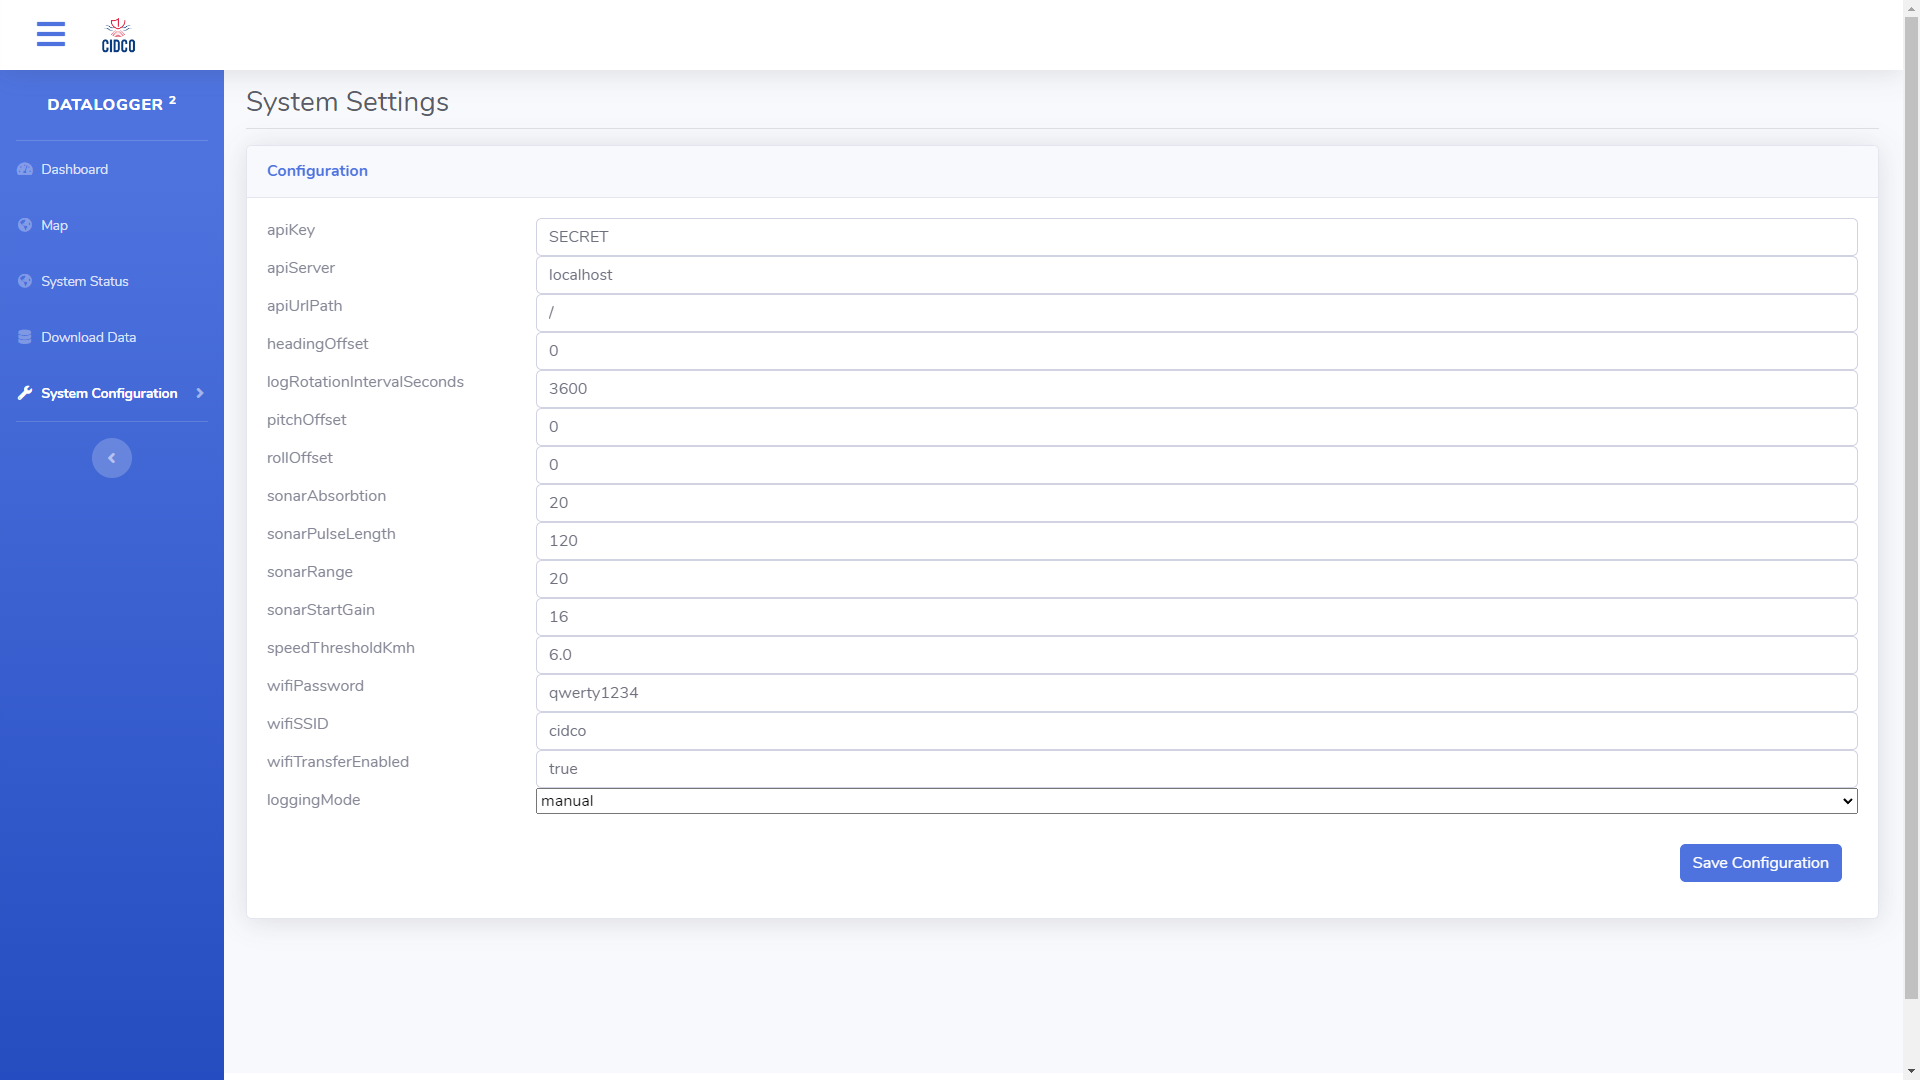 CIDCO
DATALOGGER 2
Dashboard
Map
System Status
Download Data
System Configuration
System Settings
Configuration
apiKey SECRET
apiServer localhost
apiUrlPath /
headingOffset 0
logRotationIntervalSeconds 3600
pitchOffset 0
rollOffset 0
sonarAbsorbtion 20
sonarPulseLength 120
sonarRange 20
sonarStartGain 16
speedThresholdKmh 6.0
wifiPassword qwerty1234
wifiSSID cidco
wifiTransferEnabled true
loggingMode manual
Save Configuration